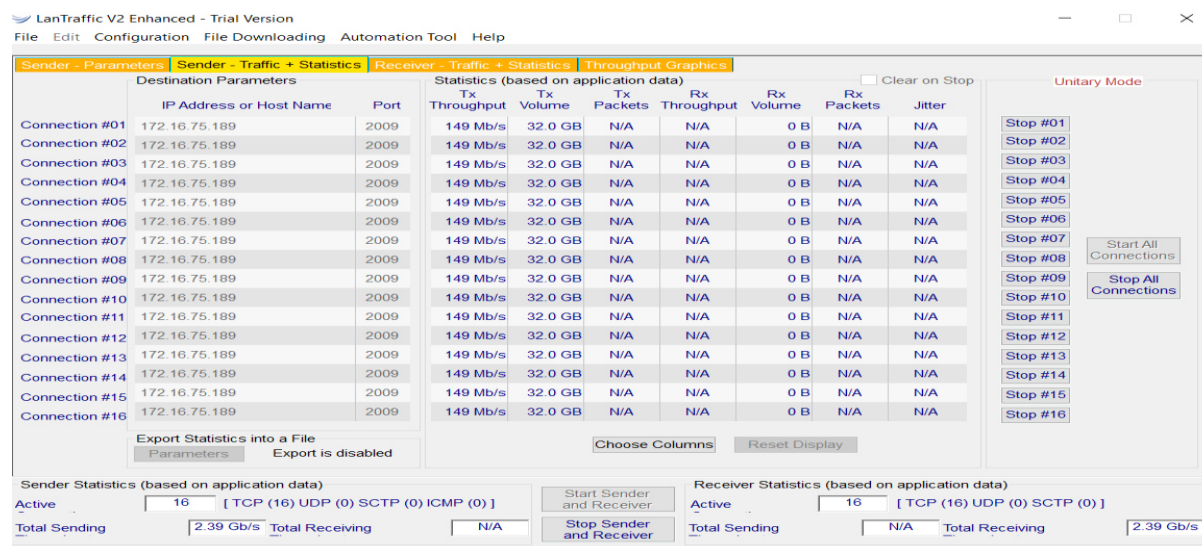 LanTraffic V2 Enhanced - Trial Version
File Edit Configuration File Downloading Automation Tool Help
Sender - Parameters Sender - Traffic + Statistics Receiver - Traffic + Statistics Throughput Graphics
Destination Parameters Statistics (based on application data) Clear on Stop Unitary Mode
Tx Tx Tx Rx Rx Rx
IP Address or Host Name Port Throughput Volume Packets Throughput Volume Packets Jitter
Connection #01 172.16.75.189 2009 149 Mb/s 32.0 GB N/A N/A 0 B N/A N/A Stop #01
Connection #02 172.16.75.189 2009 149 Mb/s 32.0 GB N/A N/A 0 B N/A N/A Stop #02
Connection #03 172.16.75.189 2009 149 Mb/s 32.0 GB N/A N/A 0 B N/A N/A Stop #03
Connection #04 172.16.75.189 2009 149 Mb/s 32.0 GB N/A N/A 0 B N/A N/A Stop #04
Connection #05 172.16.75.189 2009 149 Mb/s 32.0 GB N/A N/A 0 B N/A N/A Stop #05
Connection #06 172.16.75.189 2009 149 Mb/s 32.0 GB N/A N/A 0 B N/A N/A Stop #06
Connection #07 172.16.75.189 2009 149 Mb/s 32.0 GB N/A N/A 0 B N/A N/A Stop #07 Start All
Connection #08 172.16.75.189 2009 149 Mb/s 32.0 GB N/A N/A 0 B N/A N/A Stop #08 Connections
Connection #09 172.16.75.189 2009 149 Mb/s 32.0 GB N/A N/A 0 B N/A N/A Stop #09 Stop All
Connection #10 172.16.75.189 2009 149 Mb/s 32.0 GB N/A N/A 0 B N/A N/A Stop #10 Connections
Connection #11 172.16.75.189 2009 149 Mb/s 32.0 GB N/A N/A 0 B N/A N/A Stop #11
Connection #12 172.16.75.189 2009 149 Mb/s 32.0 GB N/A N/A 0 B N/A N/A Stop #12
Connection #13 172.16.75.189 2009 149 Mb/s 32.0 GB N/A N/A 0 B N/A N/A Stop #13
Connection #14 172.16.75.189 2009 149 Mb/s 32.0 GB N/A N/A 0 B N/A N/A Stop #14
Connection #15 172.16.75.189 2009 149 Mb/s 32.0 GB N/A N/A 0 B N/A N/A Stop #15
Connection #16 172.16.75.189 2009 149 Mb/s 32.0 GB N/A N/A 0 B N/A N/A Stop #16
Export Statistics into a File
Parameters Export is disabled Choose Columns Reset Display
Sender Statistics (based on application data) Receiver Statistics (based on application data)
Active 16 [ TCP (16) UDP (0) SCTP (0) ICMP (0) ] Start Sender and Receiver Active 16 [ TCP (16) UDP (0) SCTP (0) ]
Total Sending 2.39 Gb/s Total Receiving N/A Stop Sender and Receiver Total Sending N/A Total Receiving 2.39 Gb/s